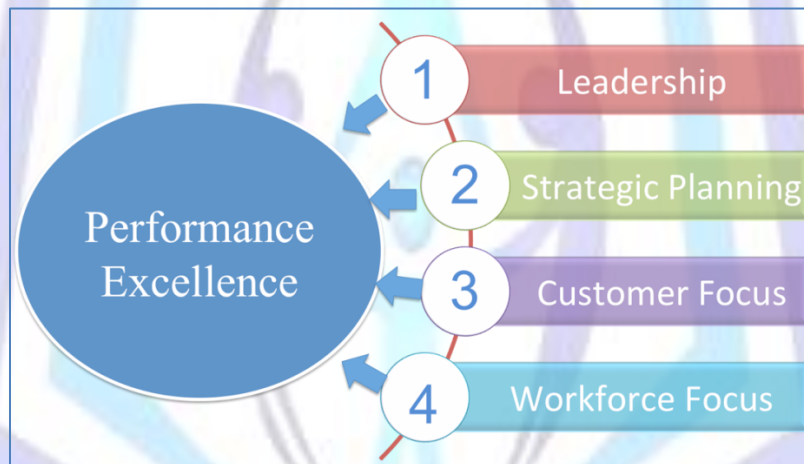 Performance
Excellence
1
Leadership
2
Strategic Planning
3
Customer Focus
4
Workforce Focus